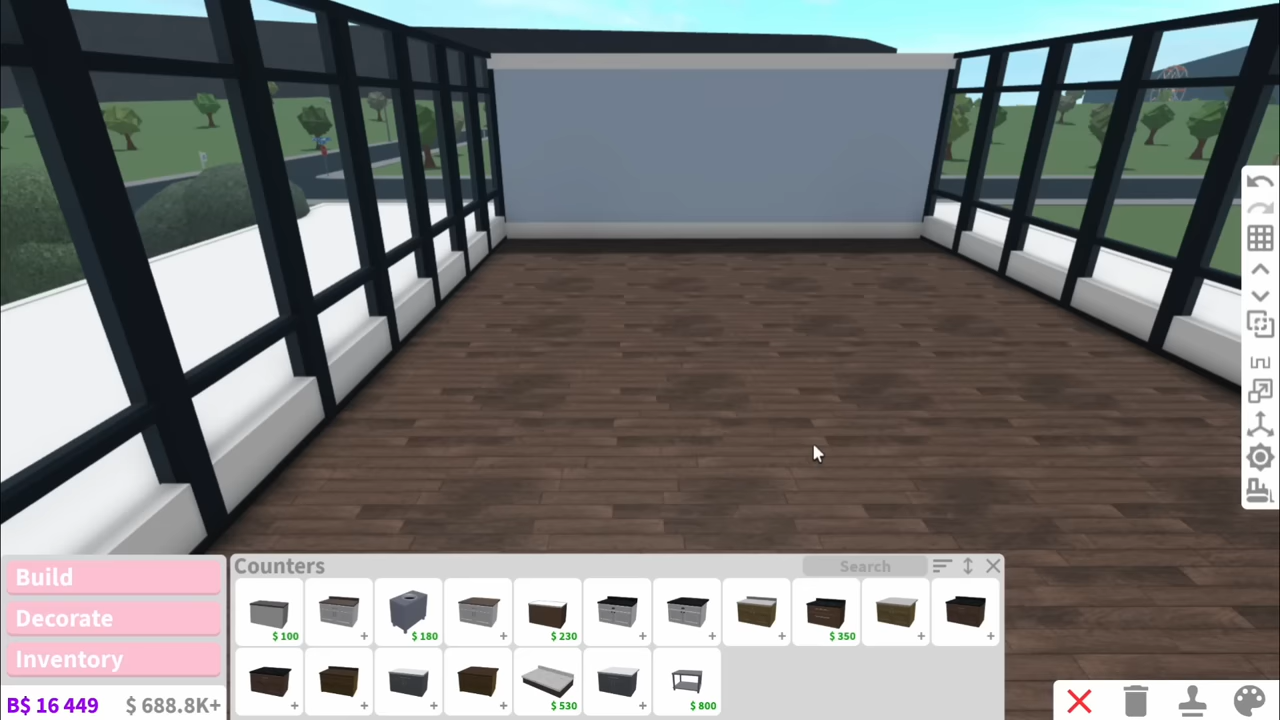 Counters
Search
$ 100
+
$ 180
+
$ 230
+
+
+
$ 350
+
+
+
+
+
+
$ 530
+
$ 800
Build
Decorate
Inventory
B$ 16 449
$ 688.8K+